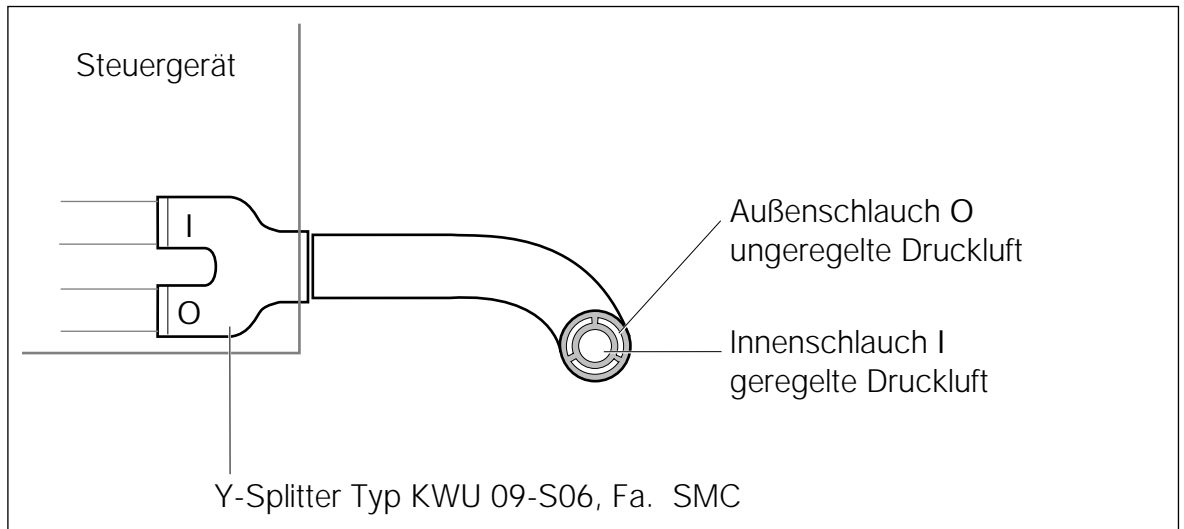 Steuergerät
I
O
Außenschlauch O
ungeregelte Druckluft
Innenschlauch I
geregelte Druckluft
Y-Splitter Typ KWU 09-S06, Fa. SMC